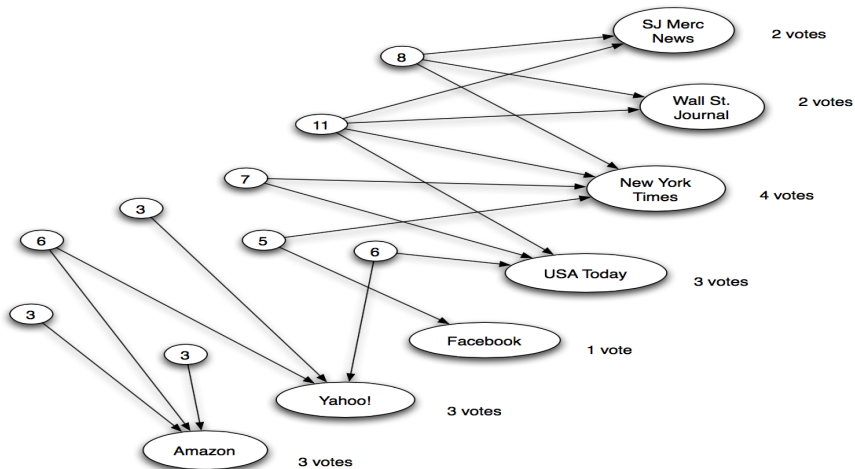 SJ Merc
News
2 votes
8
Wall St.
Journal
2 votes
11
7
New York
Times
4 votes
3
6
5
6
USA Today
3 votes
3
Facebook
1 vote
3
Yahoo!
3 votes
Amazon
3 votes